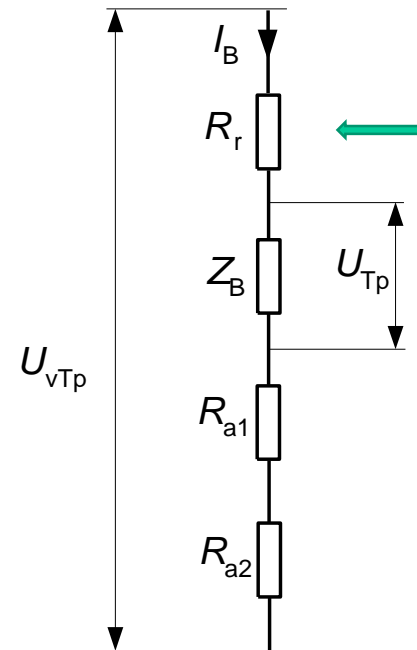 I_B
R_r
Z_B
U_Tp
U_vTp
R_a1
R_a2